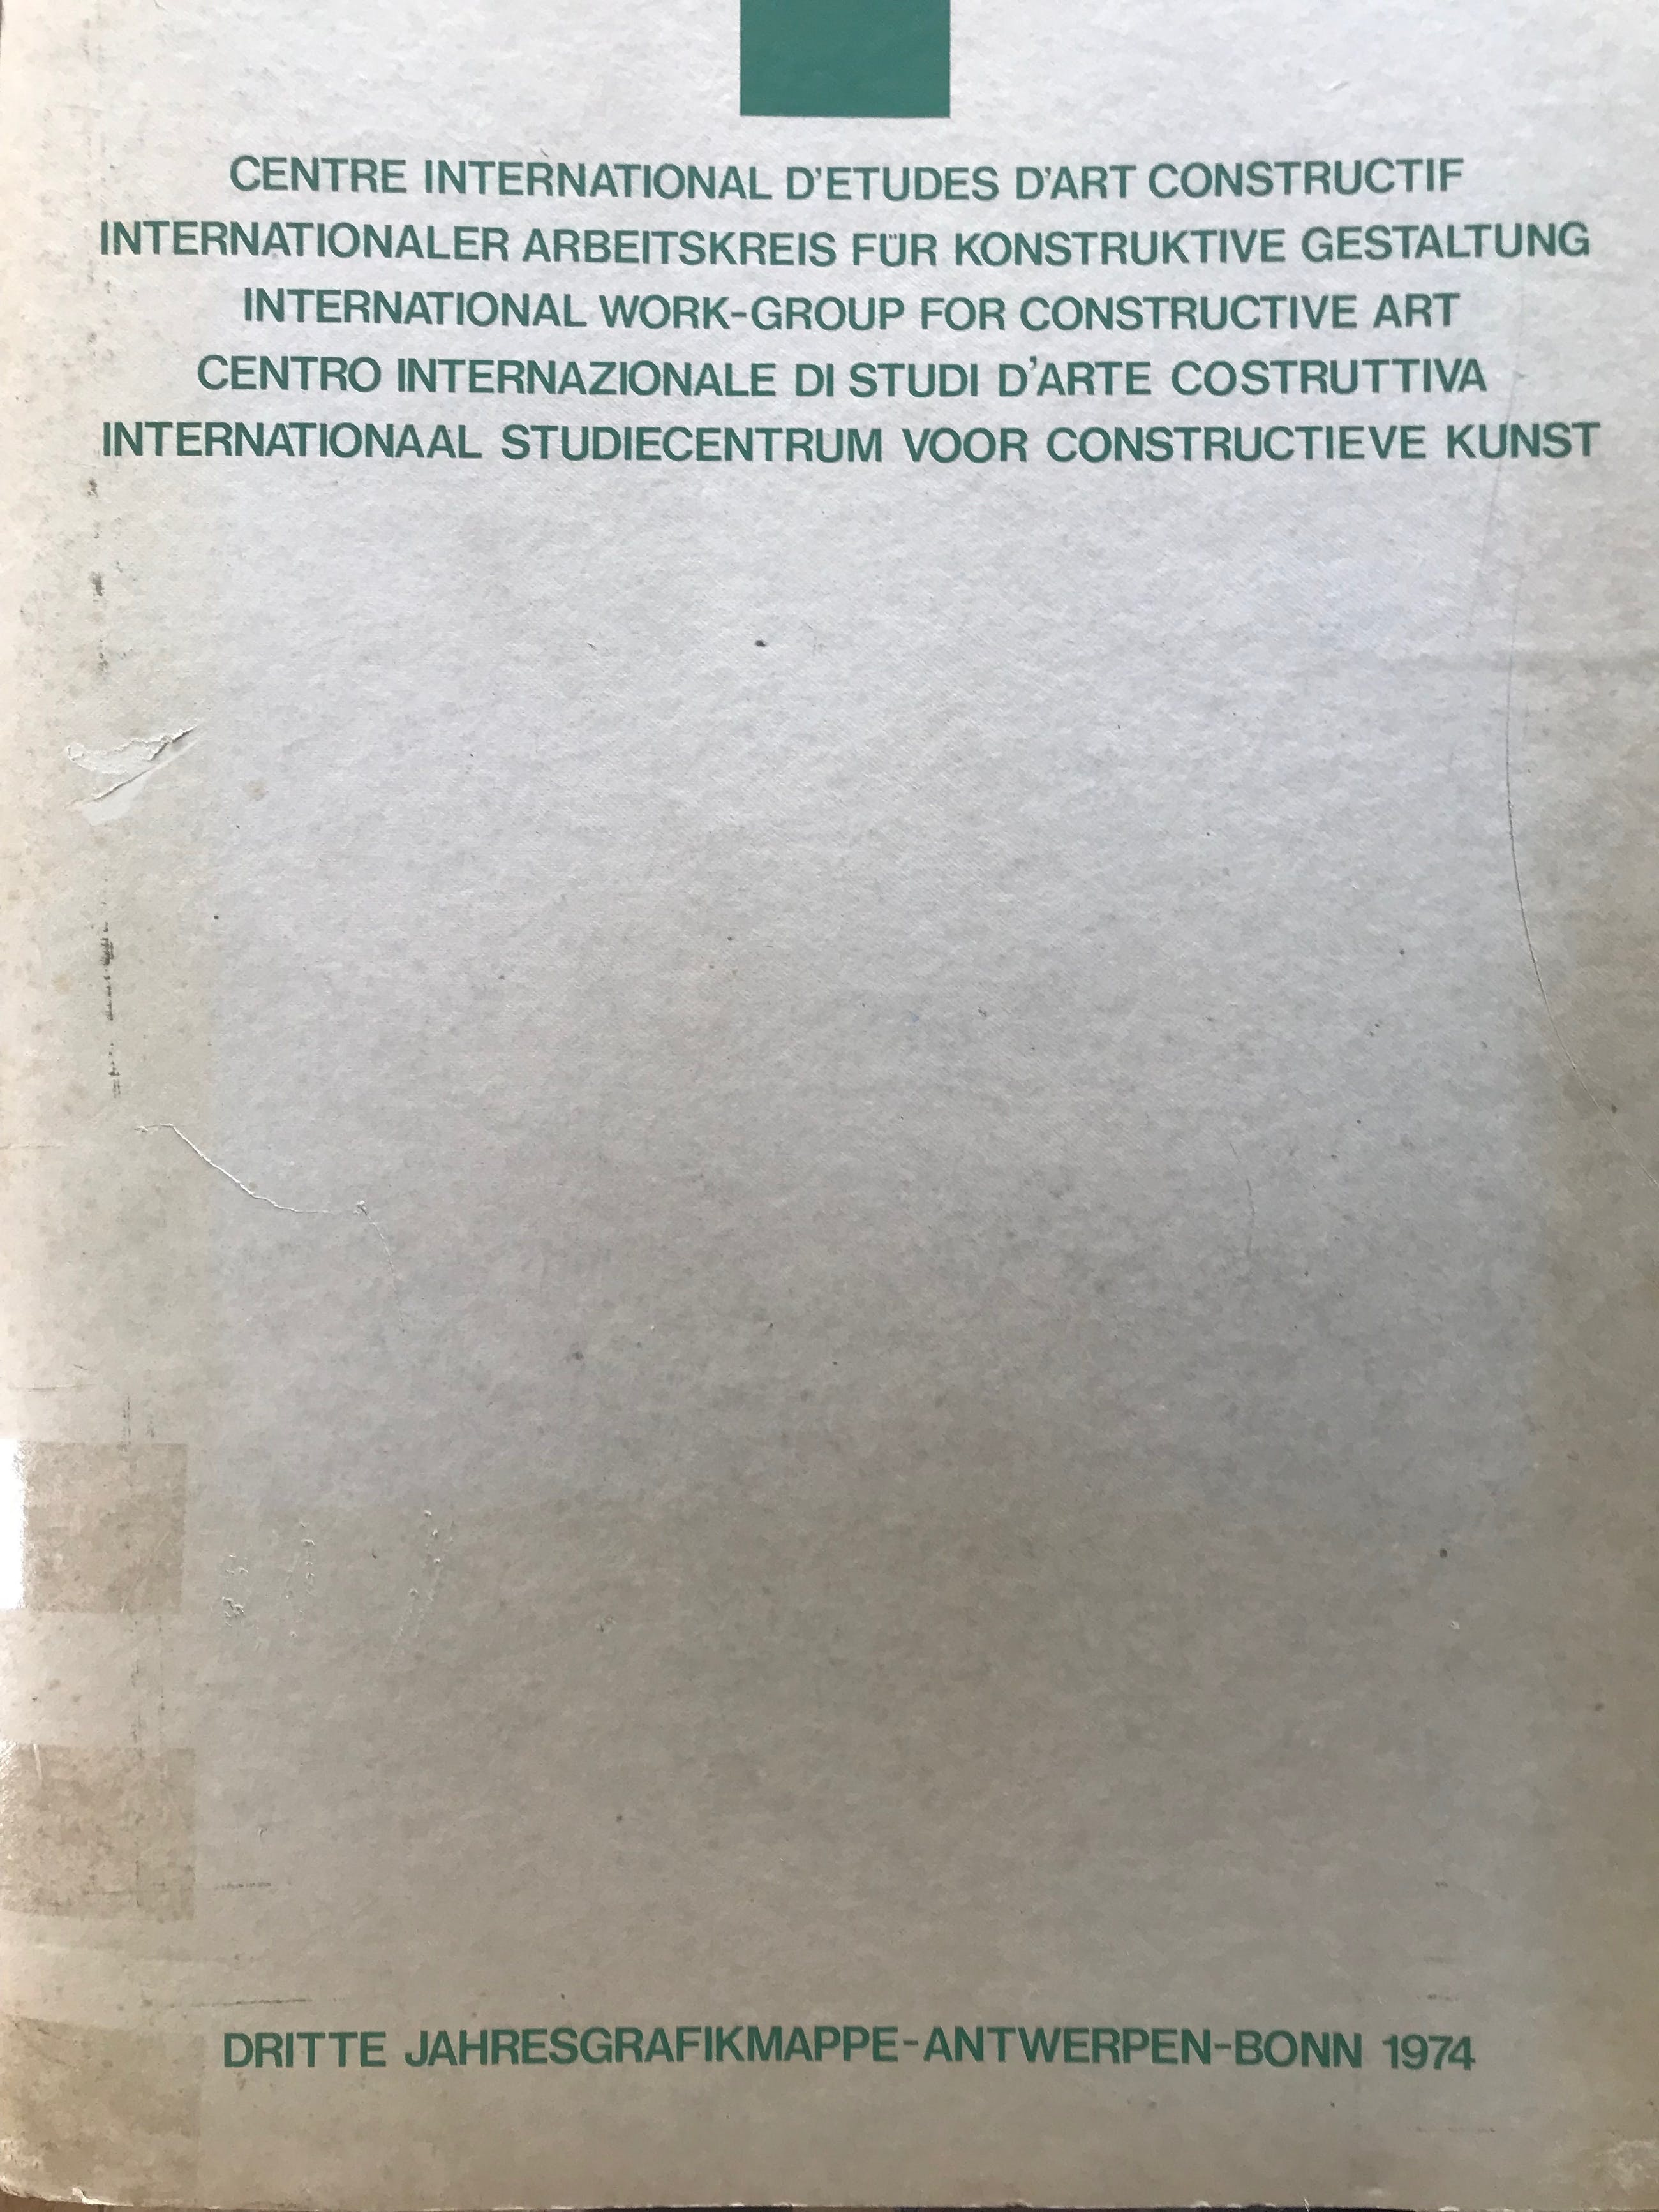 CENTRE INTERNATIONAL D'ETUDES D'ART CONSTRUCTIF
INTERNATIONALER ARBEITSKREIS FÜR KONSTRUKTIVE GESTALTUNG
INTERNATIONAL WORK-GROUP FOR CONSTRUCTIVE ART
CENTRO INTERNAZIONALE DI STUDI D'ARTE COSTRUTTIVA
INTERNATIONAAL STUDIECENTRUM VOOR CONSTRUCTIEVE KUNST
DRITTE JAHRESGRAFIKMAPPE-ANTWERPEN-BONN 1974